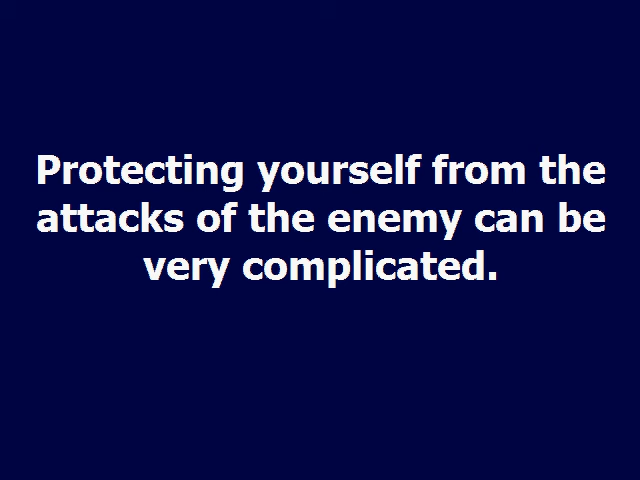 Protecting yourself from the
attacks of the enemy can be
very complicated.